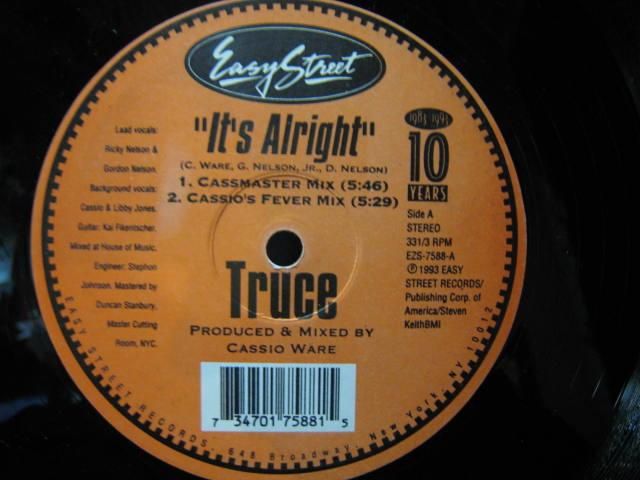 Easy Street
"It's Alright"
(C. WARE, G. NELSON, JR., D. NELSON)
1. CASSMASTER MIX (5:46)
2. CASSIO'S FEVER MIX (5:29)
Lead vocals:
Ricky Nelson &
Gordon Nelson.
Background vocals:
Cassio & Libby Jones.
Guitar: Kai Fikentscher.
Mixed at House of Music.
Engineer: Stephon
Johnson. Mastered by
Duncan Stanbury,
Master Cutting
Room, NYC.
1983 1993
10
YEARS
Side A
STEREO
331/3 RPM
EZS-7588-A
℗ 1993 EASY
STREET RECORDS/
Publishing Corp. of
America/Steven
KeithBMI
Truce
PRODUCED & MIXED BY
CASSIO WARE
7 34701 75881 5
EASY STREET RECORDS, 648 Broadway, New York, NY 10012